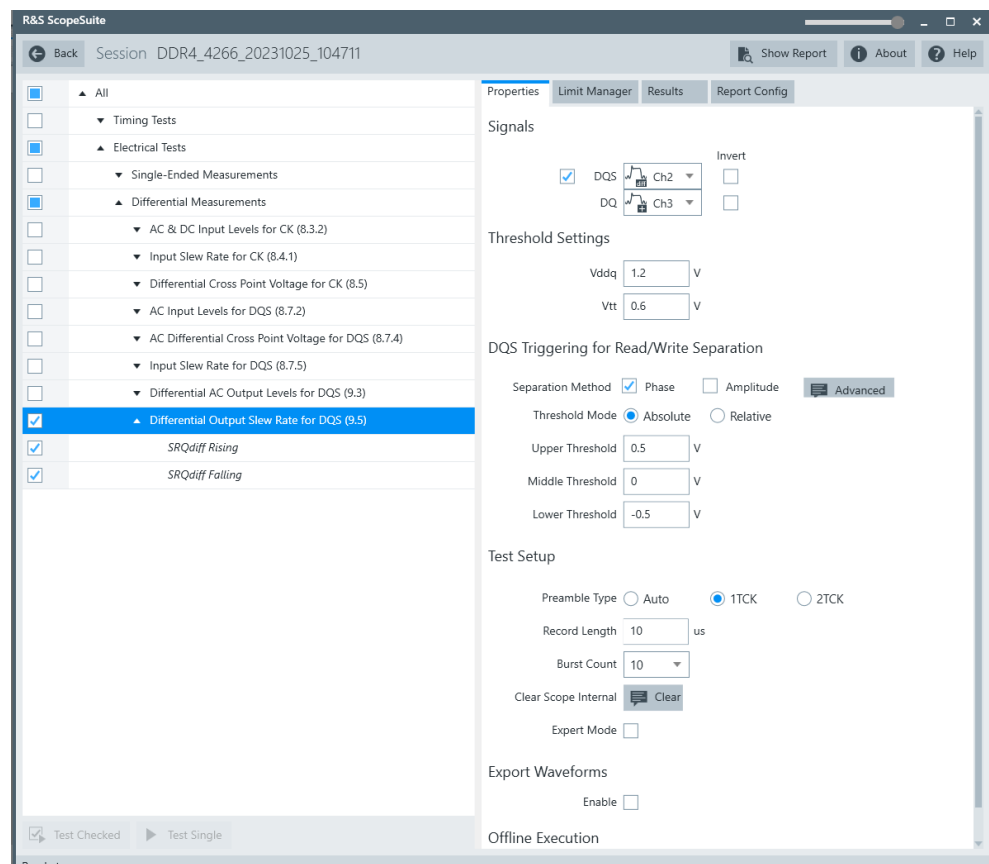 R&S ScopeSuite
Back Session DDR4_4266_20231025_104711 Show Report About Help
All
Timing Tests
Electrical Tests
Single-Ended Measurements
Differential Measurements
AC & DC Input Levels for CK (8.3.2)
Input Slew Rate for CK (8.4.1)
Differential Cross Point Voltage for CK (8.5)
AC Input Levels for DQS (8.7.2)
AC Differential Cross Point Voltage for DQS (8.7.4)
Input Slew Rate for DQS (8.7.5)
Differential AC Output Levels for DQS (9.3)
Differential Output Slew Rate for DQS (9.5)
SRQdiff Rising
SRQdiff Falling
Test Checked Test Single
Properties Limit Manager Results Report Config
Signals
Invert
DQS Ch2
DQ Ch3
Threshold Settings
Vddq 1.2 V
Vtt 0.6 V
DQS Triggering for Read/Write Separation
Separation Method Phase Amplitude Advanced
Threshold Mode Absolute Relative
Upper Threshold 0.5 V
Middle Threshold 0 V
Lower Threshold -0.5 V
Test Setup
Preamble Type Auto 1TCK 2TCK
Record Length 10 us
Burst Count 10
Clear Scope Internal Clear
Expert Mode
Export Waveforms
Enable
Offline Execution